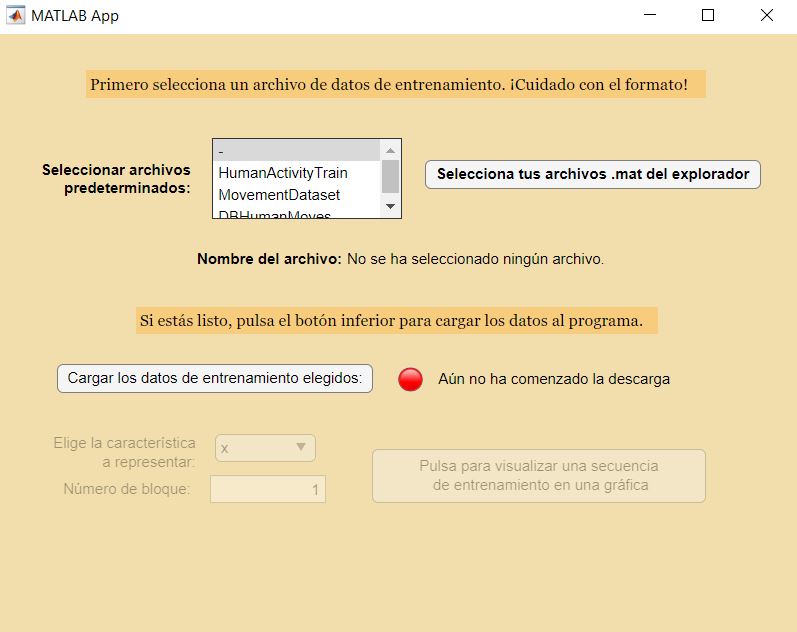 MATLAB App
Primero selecciona un archivo de datos de entrenamiento. ¡Cuidado con el formato!
Seleccionar archivos
predeterminados:
-
HumanActivityTrain
MovementDataset
DBHumanMoves
Selecciona tus archivos .mat del explorador
Nombre del archivo: No se ha seleccionado ningún archivo.
Si estás listo, pulsa el botón inferior para cargar los datos al programa.
Cargar los datos de entrenamiento elegidos:
Aún no ha comenzado la descarga
Elige la característica
a representar:
x
Número de bloque:
1
Pulsa para visualizar una secuencia
de entrenamiento en una gráfica